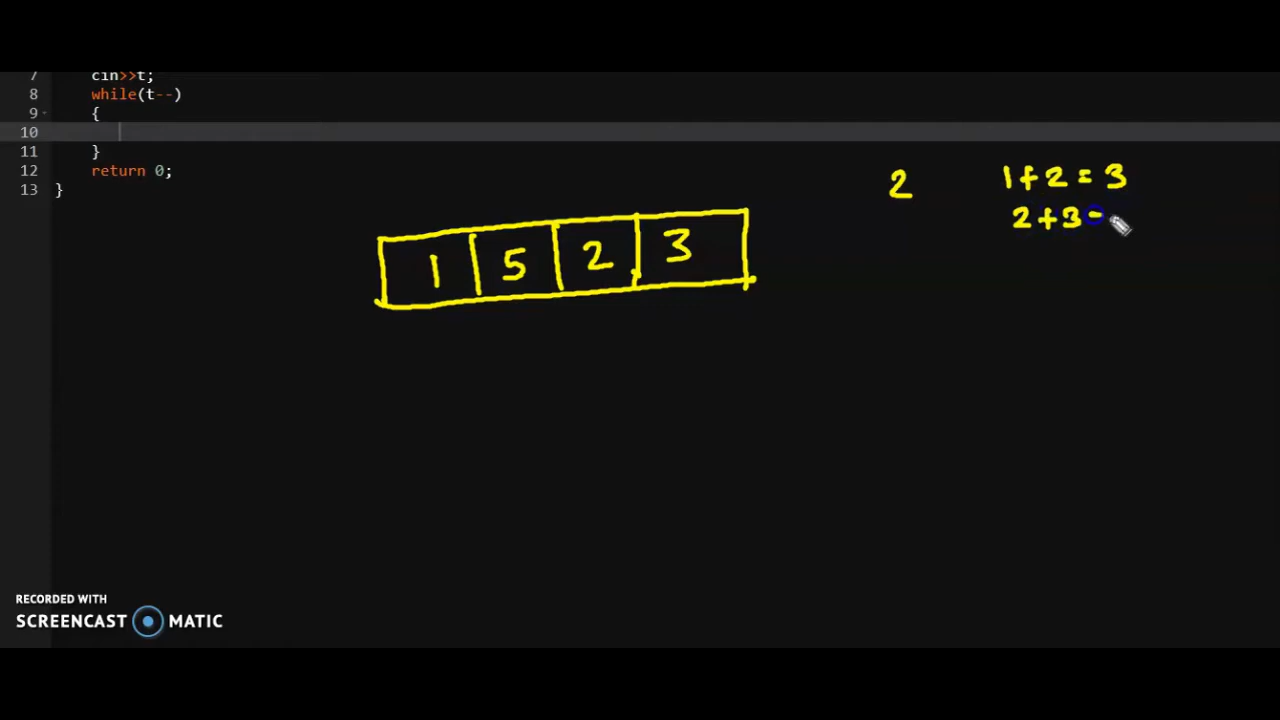 7 cin>>t;
8 while(t--)
9 {
10
11 }
12 return 0;
13 }
2 1+2=3
2+3=
1 5 2 3
RECORDED WITH
SCREENCAST MATIC